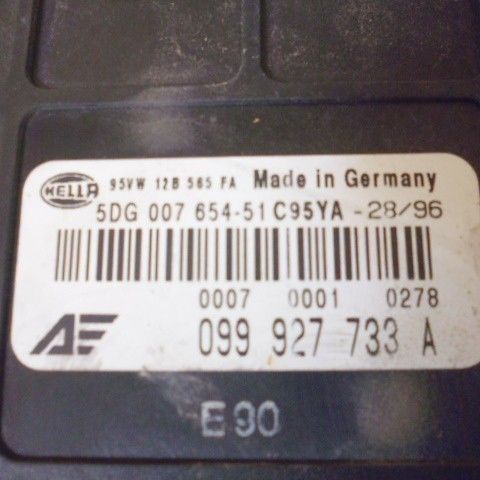 HELLA 95VW 12B 565 FA Made in Germany
5DG 007 654-51 C95YA - 28/96
0007 0001 0278
AE 099 927 733 A
E90